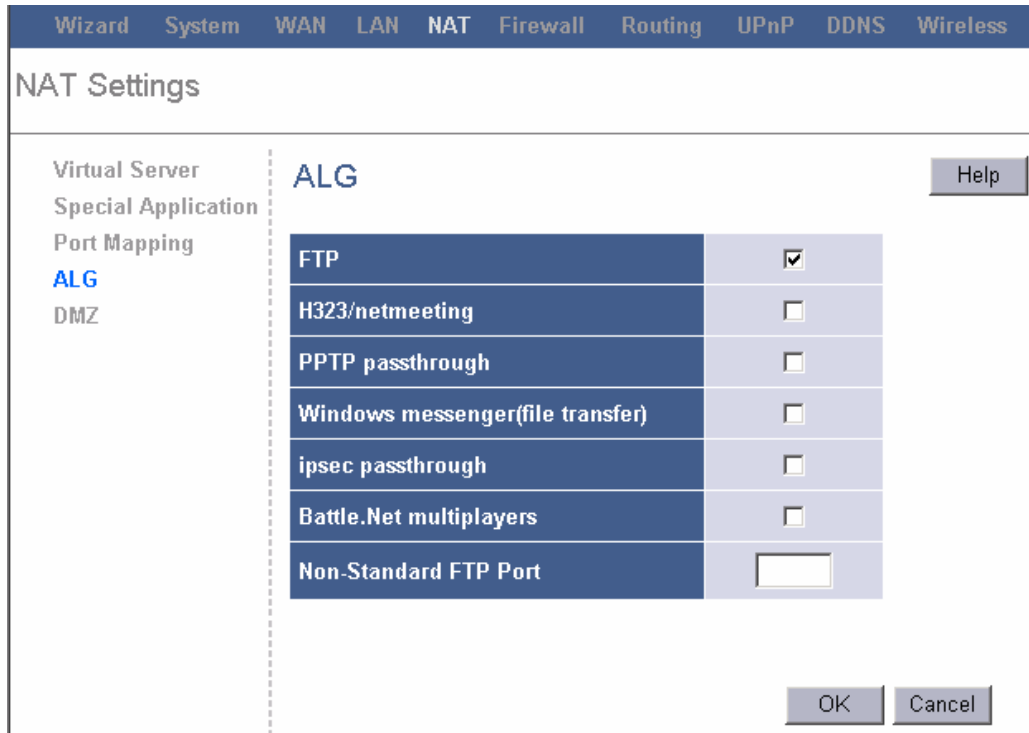 Wizard System WAN LAN NAT Firewall Routing UPnP DDNS Wireless
NAT Settings
Virtual Server
Special Application
Port Mapping
ALG
DMZ
ALG
Help
FTP
H323/netmeeting
PPTP passthrough
Windows messenger(file transfer)
ipsec passthrough
Battle.Net multiplayers
Non-Standard FTP Port
OK Cancel